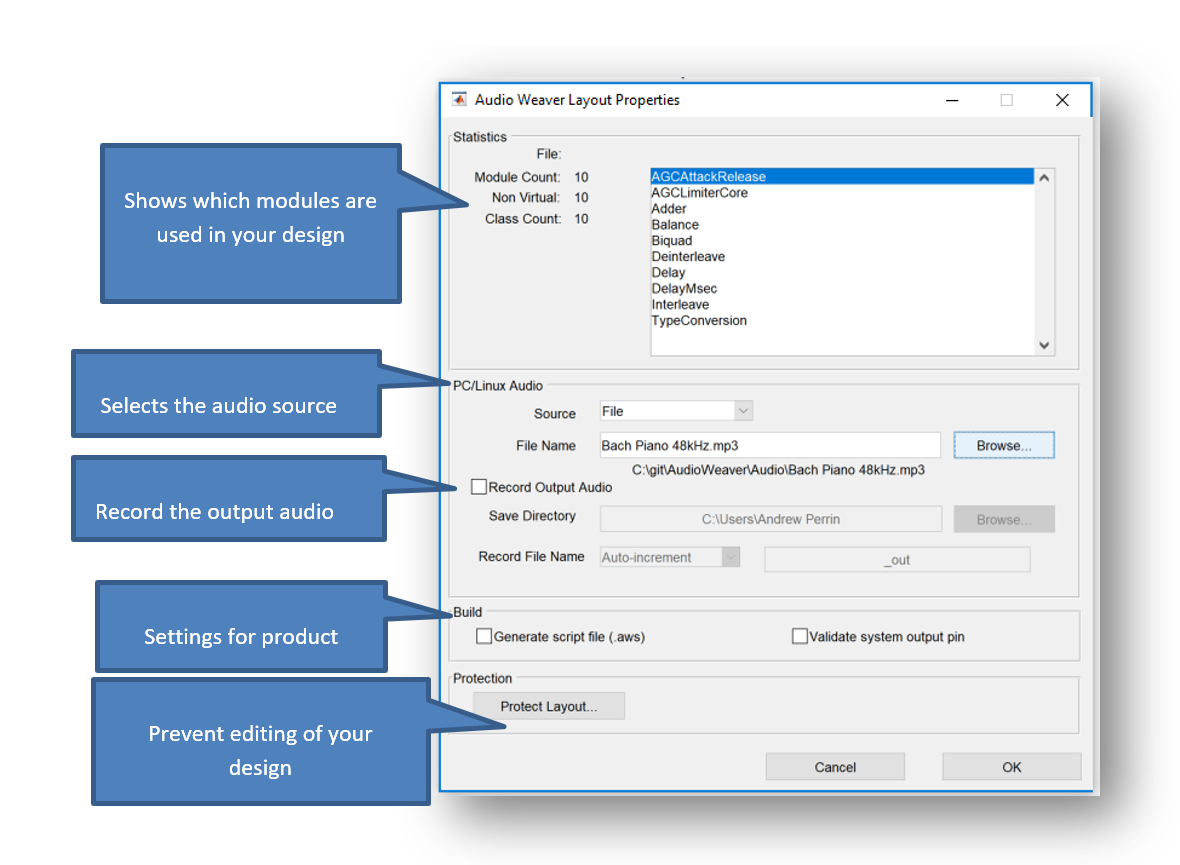 Audio Weaver Layout Properties
Statistics
File:
Module Count: 10
Non Virtual: 10
Class Count: 10
AGCAttackRelease
AGCLimiterCore
Adder
Balance
Biquad
Deinterleave
Delay
DelayMsec
Interleave
TypeConversion
Shows which modules are
used in your design
PC/Linux Audio
Selects the audio source
Source File
File Name Bach Piano 48kHz.mp3 Browse...
C:\git\AudioWeaver\Audio\Bach Piano 48kHz.mp3
Record the output audio
Record Output Audio
Save Directory C:\Users\Andrew Perrin Browse...
Record File Name Auto-increment _out
Settings for product
Build
Generate script file (.aws) Validate system output pin
Prevent editing of your
design
Protection
Protect Layout...
Cancel OK